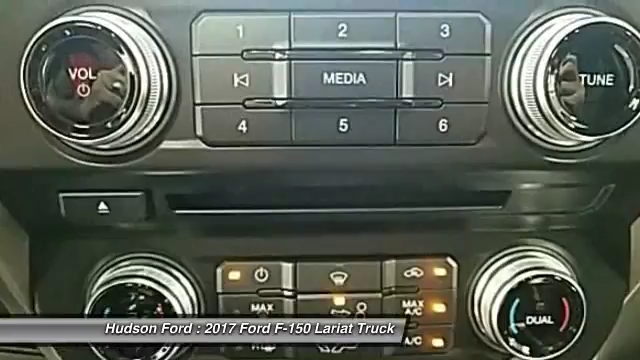 1 2 3
VOL MEDIA TUNE
4 5 6
MAX MAX
A/C
DUAL
Hudson Ford : 2017 Ford F-150 Lariat Truck A/C